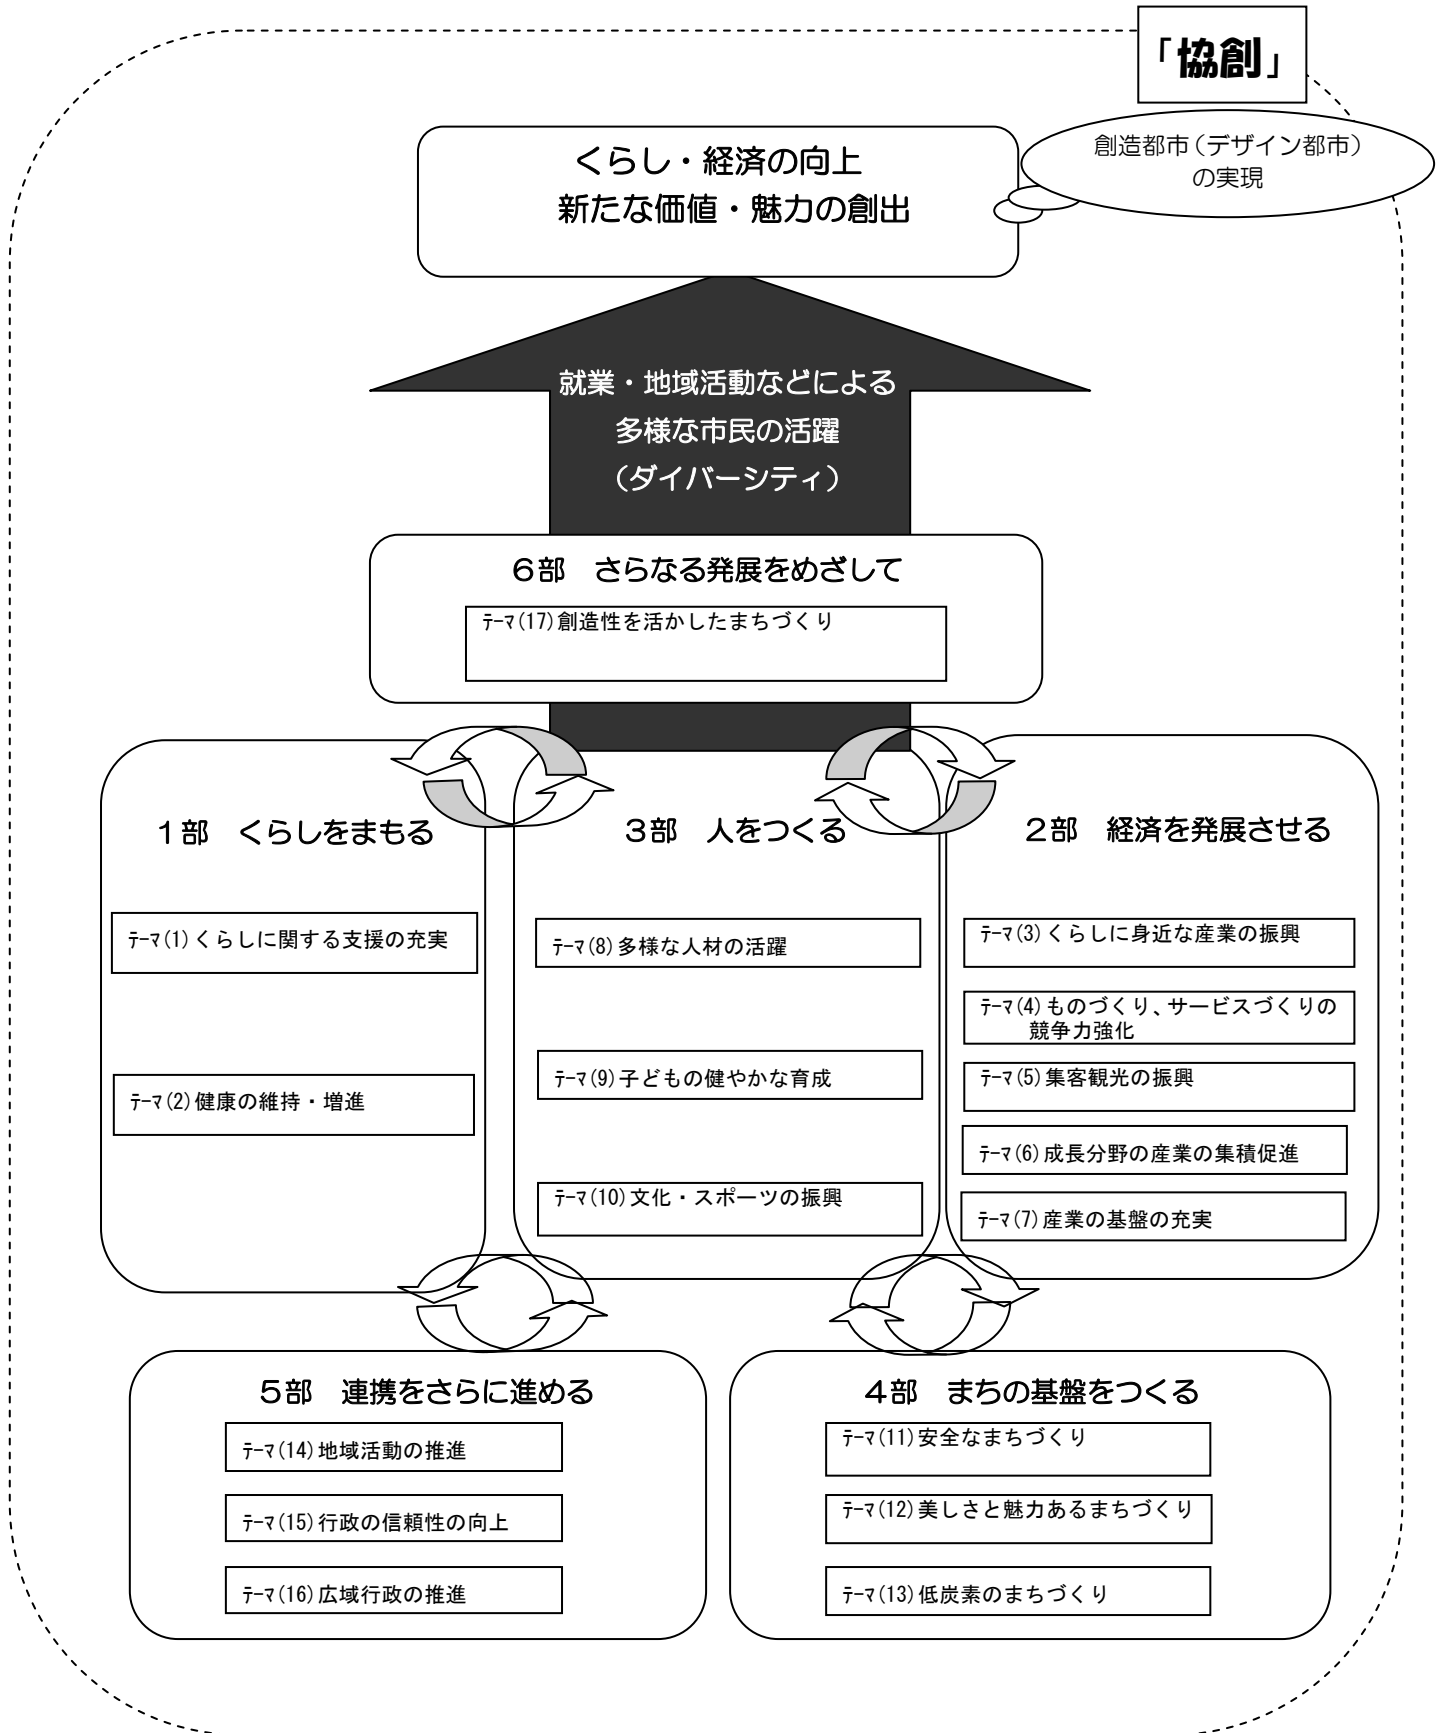 「協創」
創造都市（デザイン都市）
の実現
くらし・経済の向上
新たな価値・魅力の創出
就業・地域活動などによる
多様な市民の活躍
（ダイバーシティ）
６部　さらなる発展をめざして
ﾃｰﾏ(17)創造性を活かしたまちづくり
１部　くらしをまもる
ﾃｰﾏ(1)くらしに関する支援の充実
ﾃｰﾏ(2)健康の維持・増進
３部　人をつくる
ﾃｰﾏ(8)多様な人材の活躍
ﾃｰﾏ(9)子どもの健やかな育成
ﾃｰﾏ(10)文化・スポーツの振興
２部　経済を発展させる
ﾃｰﾏ(3)くらしに身近な産業の振興
ﾃｰﾏ(4)ものづくり、サービスづくりの
競争力強化
ﾃｰﾏ(5)集客観光の振興
ﾃｰﾏ(6)成長分野の産業の集積促進
ﾃｰﾏ(7)産業の基盤の充実
５部　連携をさらに進める
ﾃｰﾏ(14)地域活動の推進
ﾃｰﾏ(15)行政の信頼性の向上
ﾃｰﾏ(16)広域行政の推進
４部　まちの基盤をつくる
ﾃｰﾏ(11)安全なまちづくり
ﾃｰﾏ(12)美しさと魅力あるまちづくり
ﾃｰﾏ(13)低炭素のまちづくり